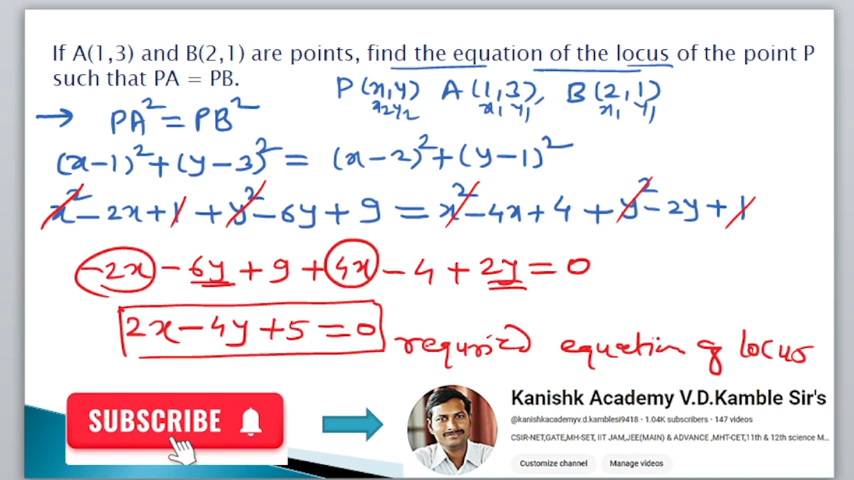 If A(1,3) and B(2,1) are points, find the equation of the locus of the point P
such that PA = PB.
P(x,y) A(1,3), B(2,1)
x2y2 x1 y1 x1 y1
→ PA² = PB²
(x-1)² + (y-3)² = (x-2)² + (y-1)²
x² - 2x + 1 + y² - 6y + 9 = x² - 4x + 4 + y² - 2y + 1
-2x - 6y + 9 + 4x - 4 + 2y = 0
2x - 4y + 5 = 0 required equation of locus
SUBSCRIBE
Kanishk Academy V.D.Kamble Sir's
@kanishkacademyv.d.kamblesi9418 · 1.04K subscribers · 147 videos
CSIR-NET,GATE,MH-SET, IIT JAM,JEE(MAIN) & ADVANCE ,MHT-CET,11th & 12th science M...
Customize channel Manage videos